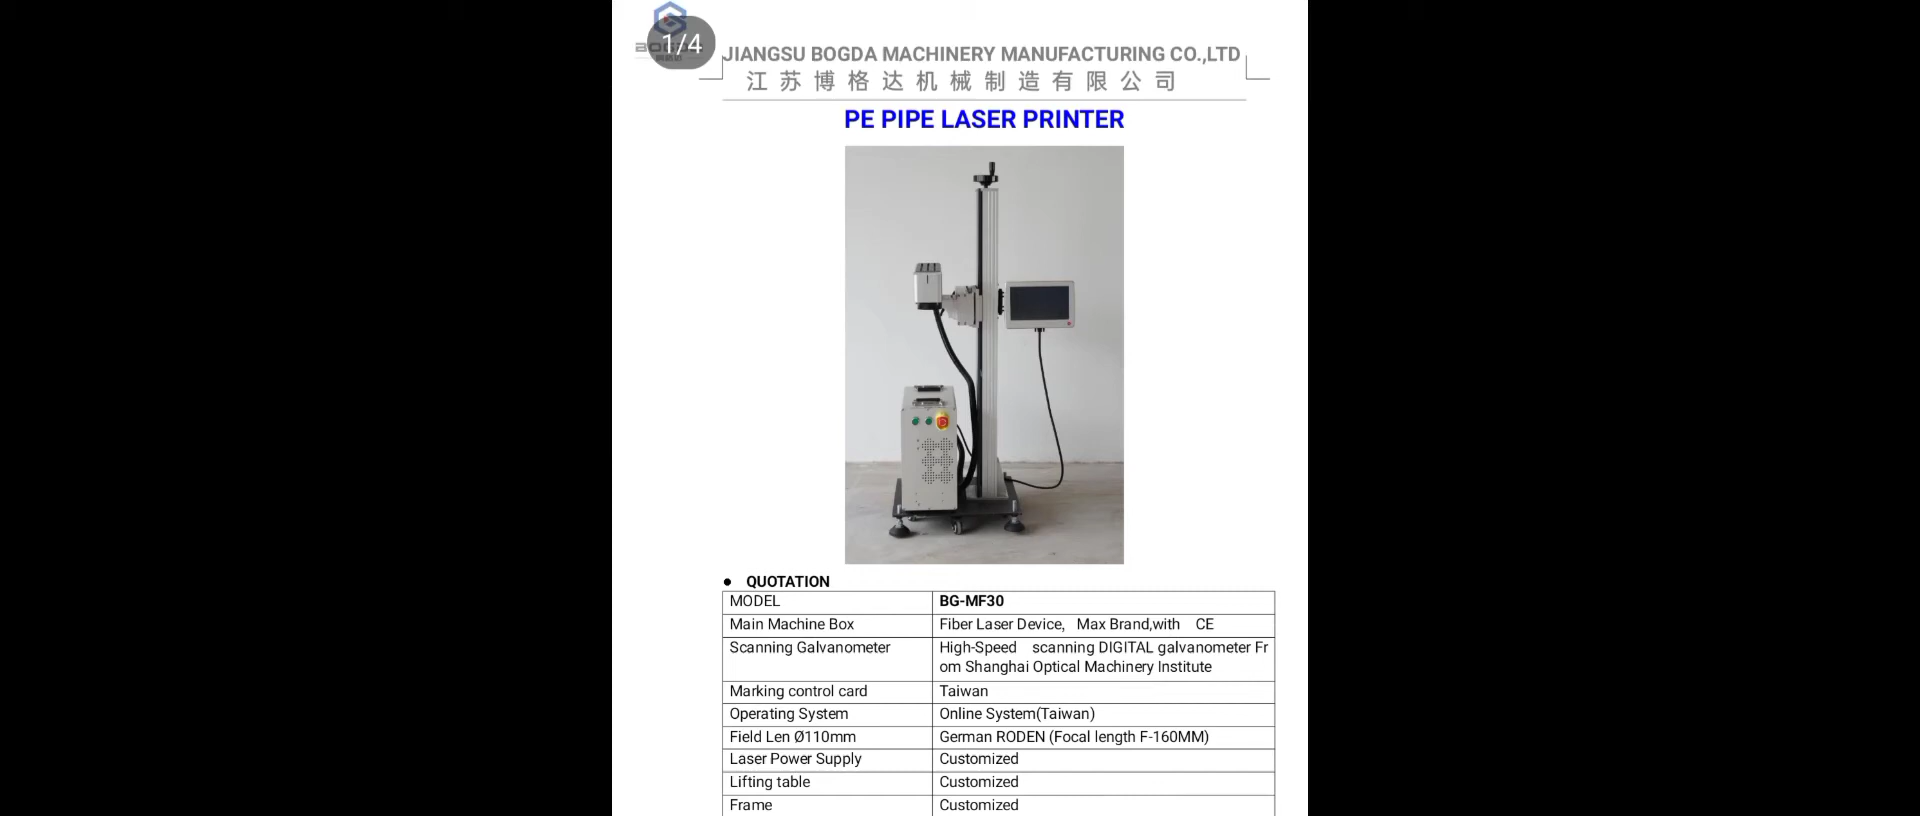 1/4
BOGDA
JIANGSU BOGDA MACHINERY MANUFACTURING CO.,LTD
江苏博格达机械制造有限公司
PE PIPE LASER PRINTER
● QUOTATION
MODEL BG-MF30
Main Machine Box Fiber Laser Device, Max Brand,with CE
Scanning Galvanometer High-Speed scanning DIGITAL galvanometer Fr
om Shanghai Optical Machinery Institute
Marking control card Taiwan
Operating System Online System(Taiwan)
Field Len Ø110mm German RODEN (Focal length F-160MM)
Laser Power Supply Customized
Lifting table Customized
Frame Customized